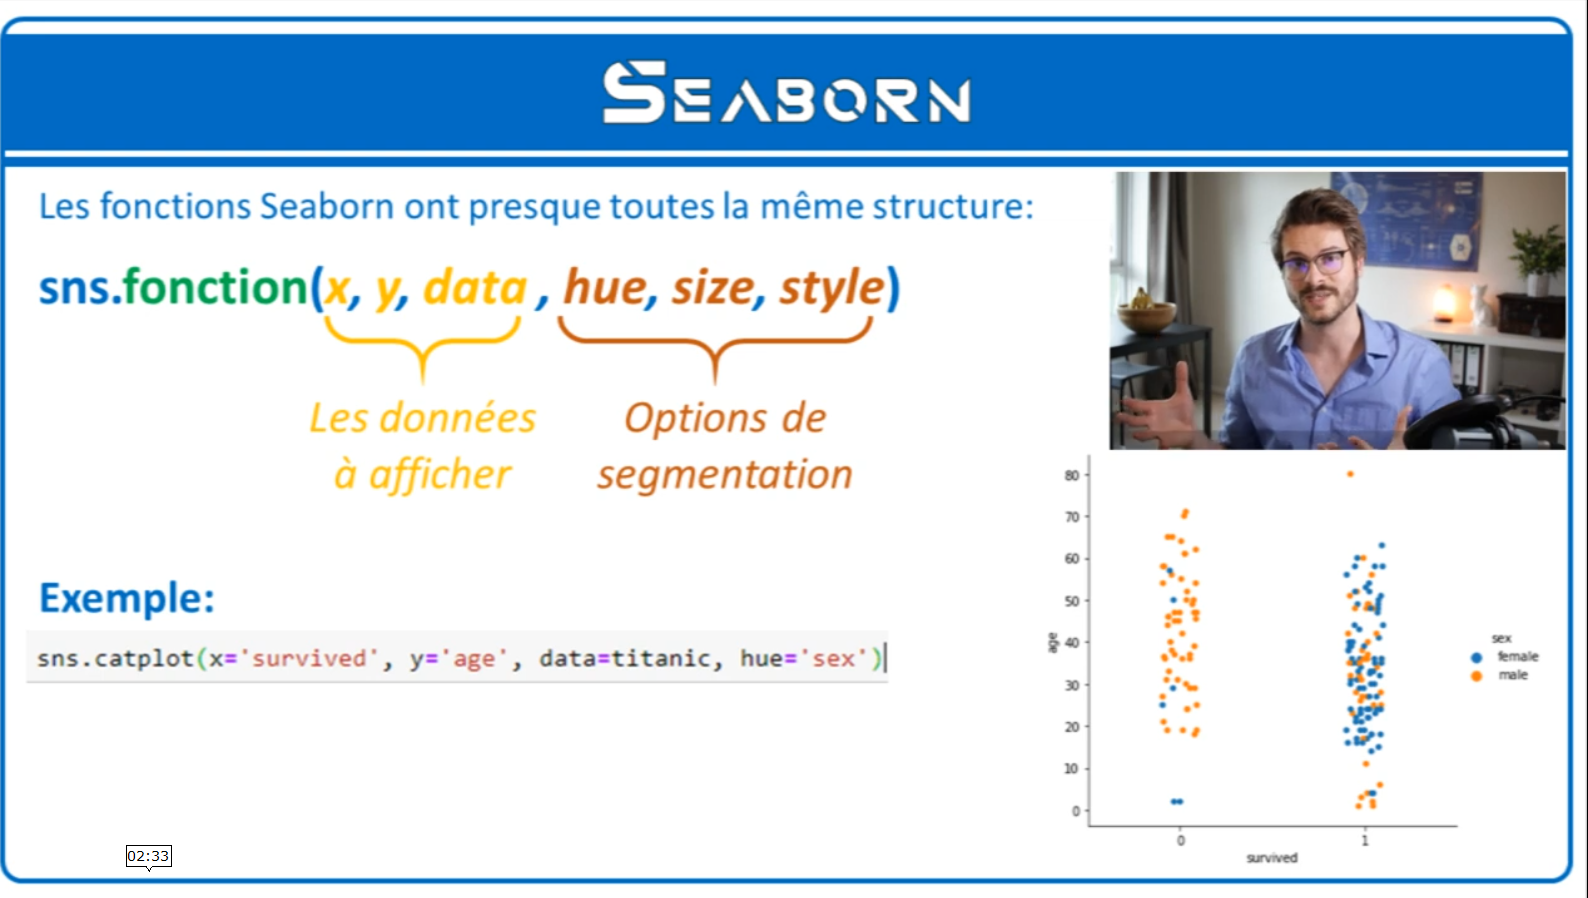 SEABORN
Les fonctions Seaborn ont presque toutes la même structure:
sns.fonction(x, y, data , hue, size, style)
Les données
à afficher
Options de
segmentation
Exemple:
sns.catplot(x='survived', y='age', data=titanic, hue='sex')
80
70
60
50
40
30
20
10
0
age
0 1
survived
sex
female
male
02:33